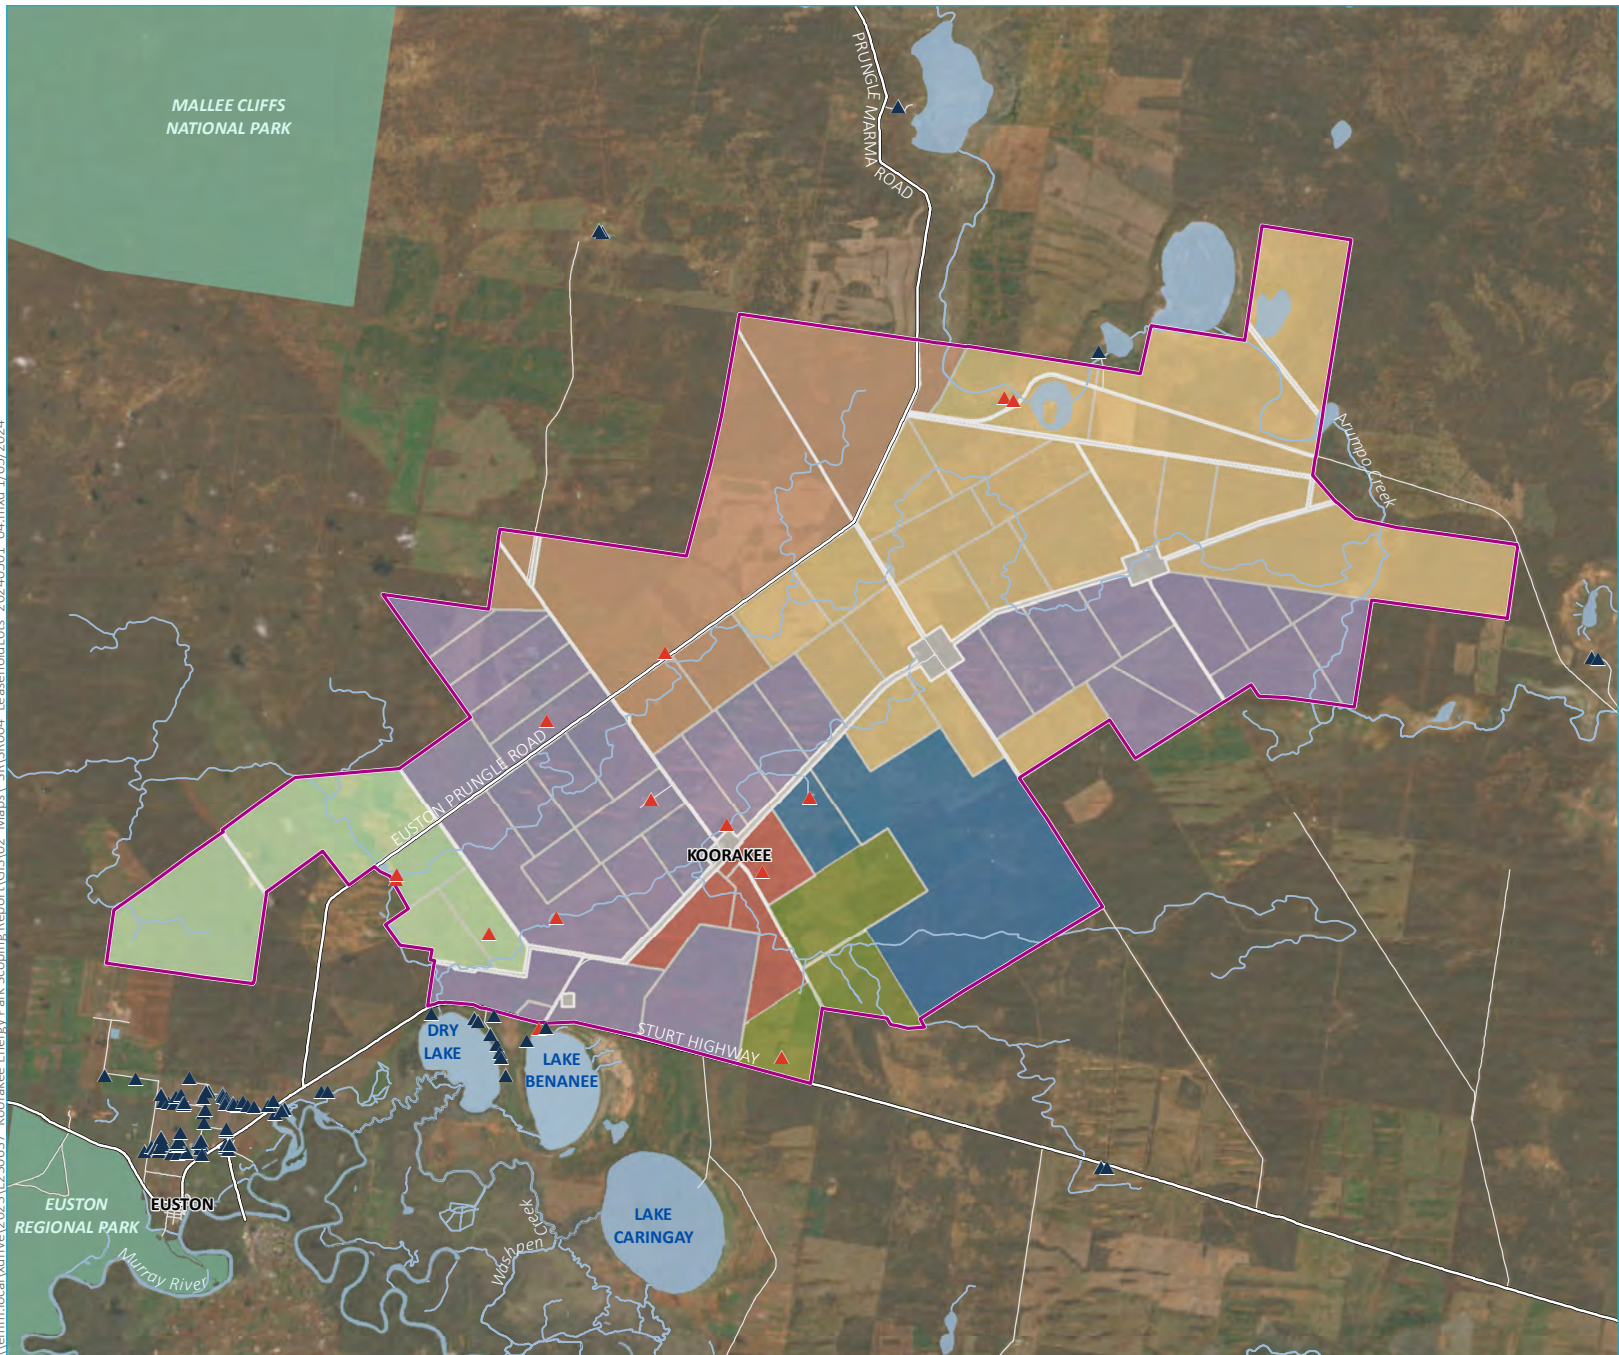 MALLEE CLIFFS
NATIONAL PARK
PRUNGLE MARMA ROAD
Arumpo Creek
EUSTON PRUNGLE ROAD
KOORAKEE
STURT HIGHWAY
DRY
LAKE
LAKE
BENANEE
LAKE
CARINGAY
Washpen Creek
EUSTON
EUSTON
REGIONAL PARK
Murray River